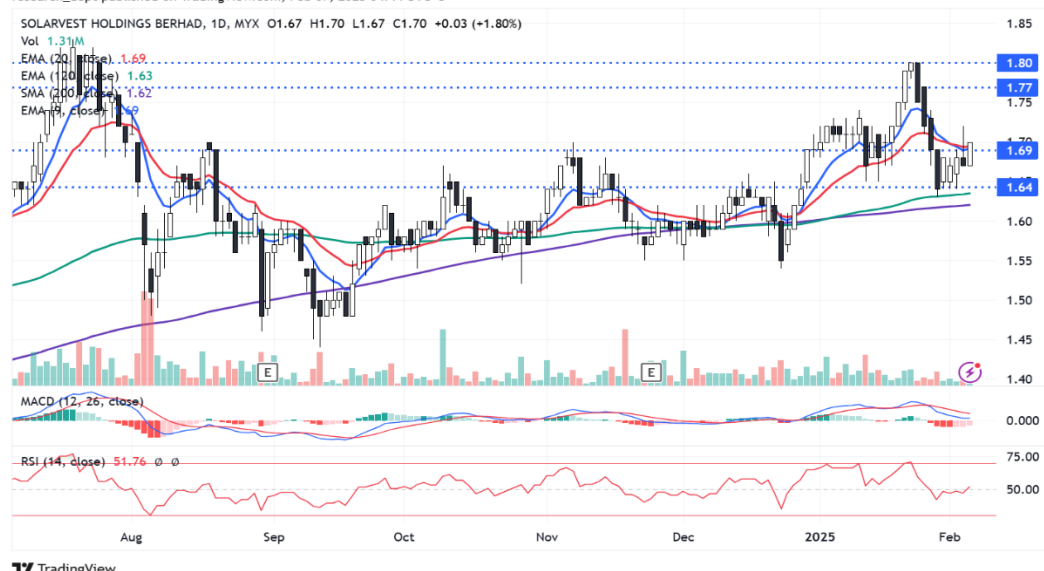 SOLARVEST HOLDINGS BERHAD, 1D, MYX O1.67 H1.70 L1.67 C1.70 +0.03 (+1.80%)
Vol 1.31M
EMA (20, close) 1.69
EMA (120, close) 1.63
SMA (200, close) 1.62
EMA (9, close) 1.69
1.85
1.80
1.77
1.75
1.70
1.69
1.64
1.60
1.55
1.50
1.45
1.40
E
E
MACD (12, 26, close)
0.000
RSI (14, close) 51.76 Ø Ø
75.00
50.00
Aug Sep Oct Nov Dec 2025 Feb
TradingView